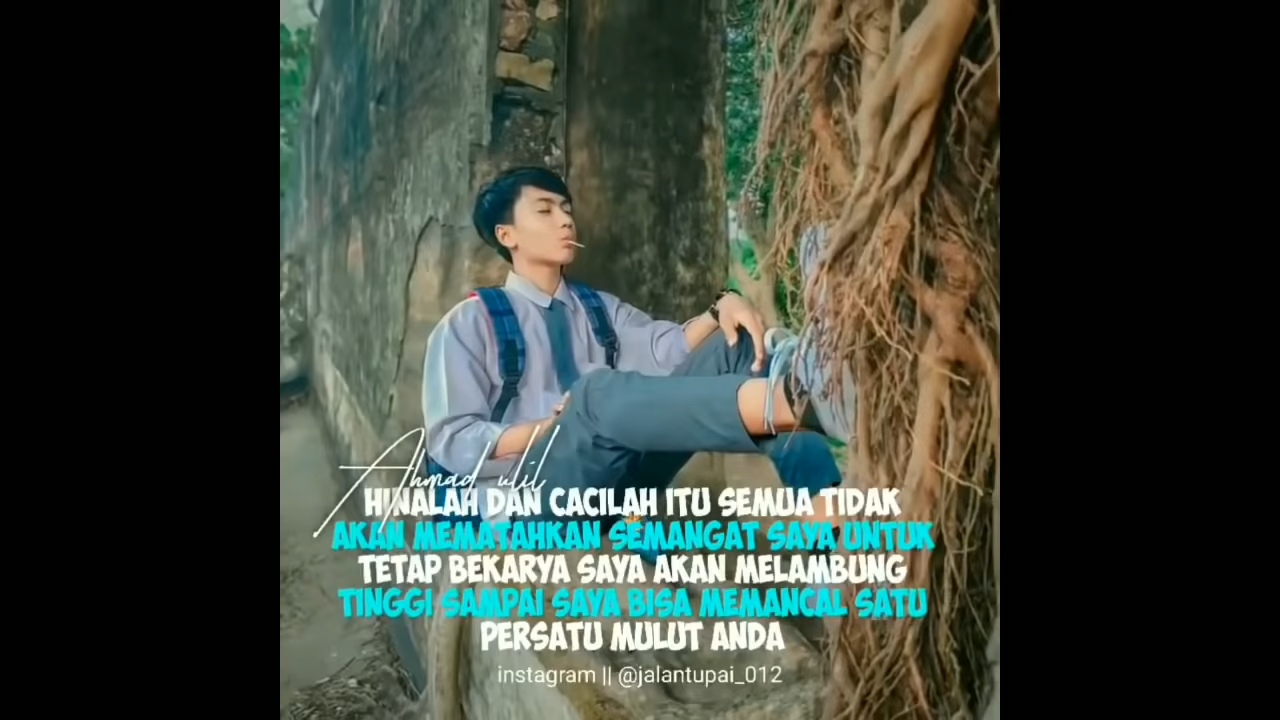 Ahmad ulil
HINALAH DAN CACILAH ITU SEMUA TIDAK
AKAN MEMATAHKAN SEMANGAT SAYA UNTUK
TETAP BEKARYA SAYA AKAN MELAMBUNG
TINGGI SAMPAI SAYA BISA MEMANCAL SATU
PERSATU MULUT ANDA
instagram || @jalantupai_012